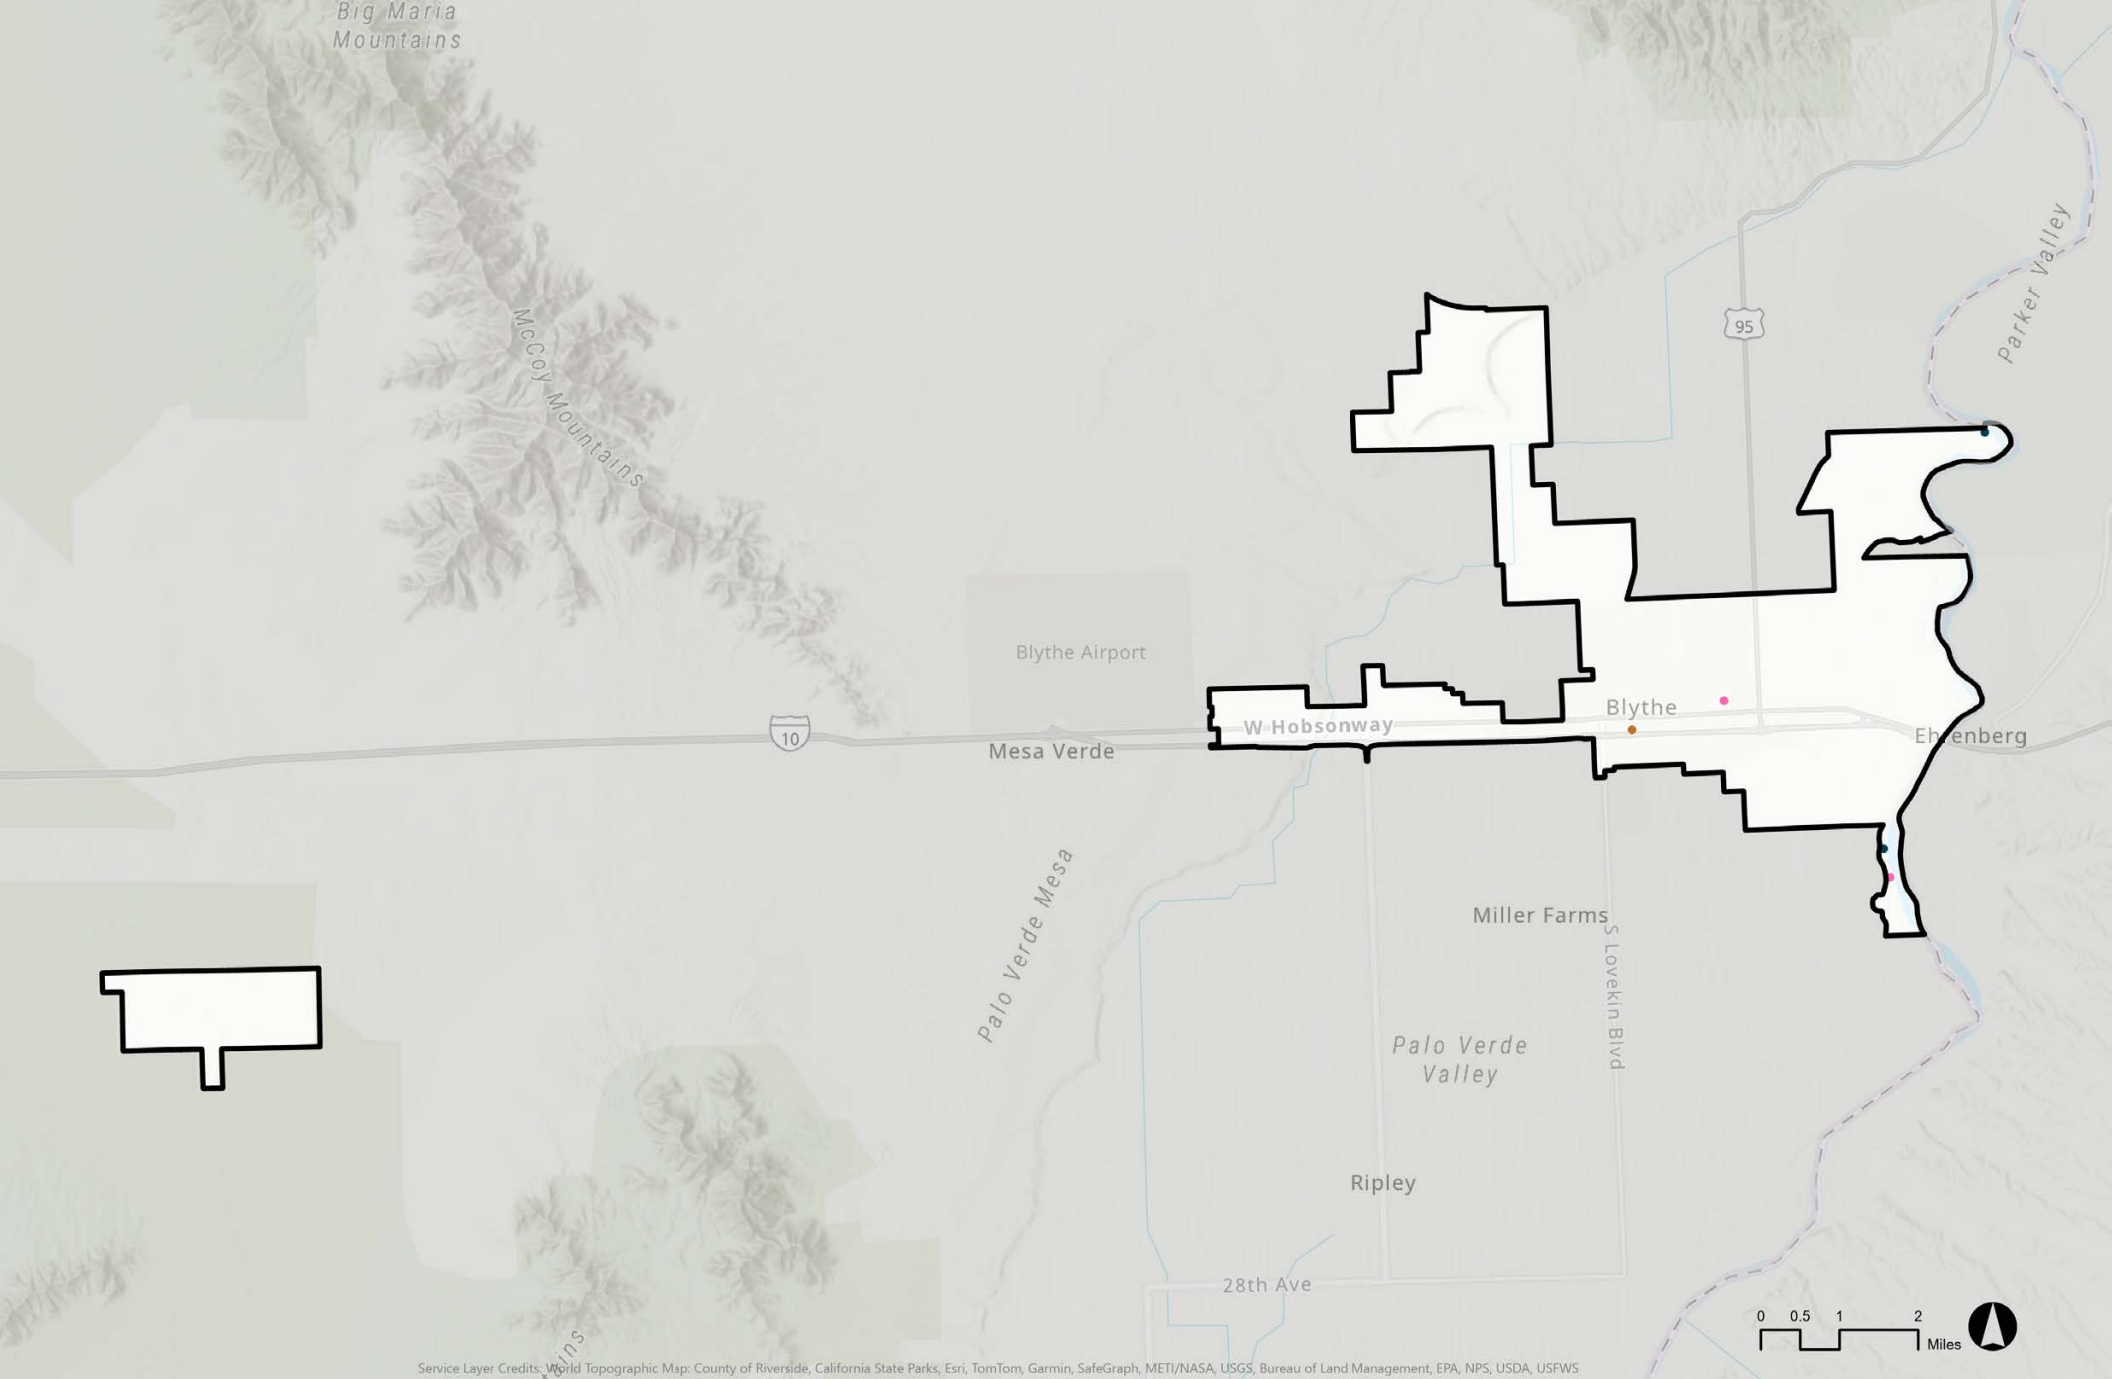 Big Maria
Mountains
McCoy Mountains
Parker Valley
95
Blythe Airport
Blythe
W Hobsonway
10
Mesa Verde
Ehrenberg
Palo Verde Mesa
Miller Farms
S Lovekin Blvd
Palo Verde
Valley
Ripley
28th Ave
0 0.5 1 2
Miles
Service Layer Credits: World Topographic Map: County of Riverside, California State Parks, Esri, TomTom, Garmin, SafeGraph, METI/NASA, USGS, Bureau of Land Management, EPA, NPS, USDA, USFWS